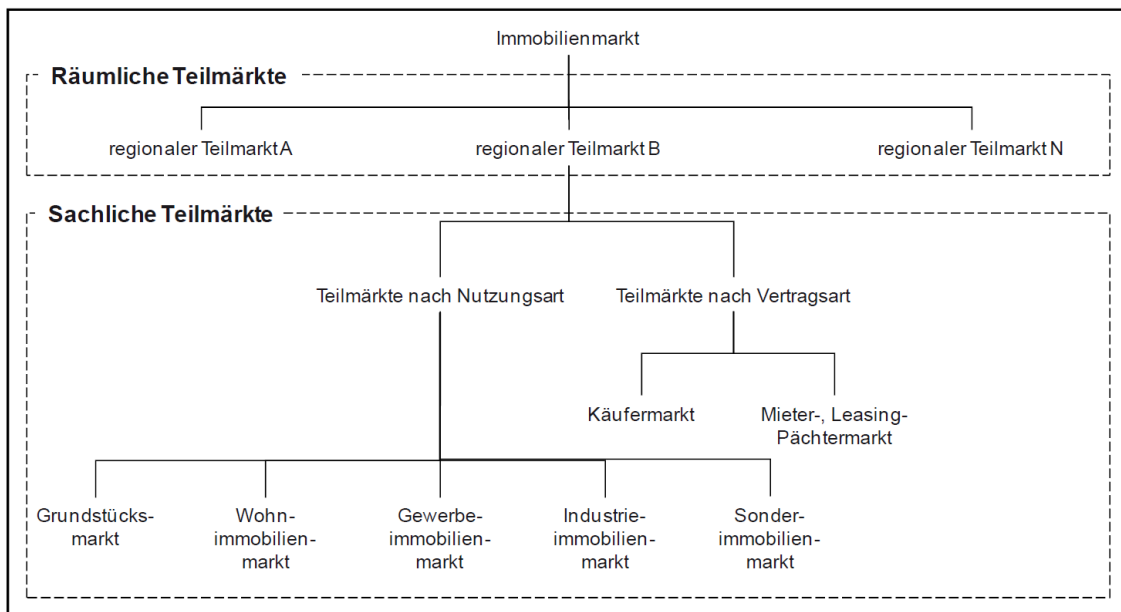 Immobilienmarkt
Räumliche Teilmärkte
regionaler Teilmarkt A
regionaler Teilmarkt B
regionaler Teilmarkt N
Sachliche Teilmärkte
Teilmärkte nach Nutzungsart
Teilmärkte nach Vertragsart
Käufermarkt
Mieter-, Leasing-
Pächtermarkt
Grundstücks-
markt
Wohn-
immobilien-
markt
Gewerbe-
immobilien-
markt
Industrie-
immobilien-
markt
Sonder-
immobilien-
markt